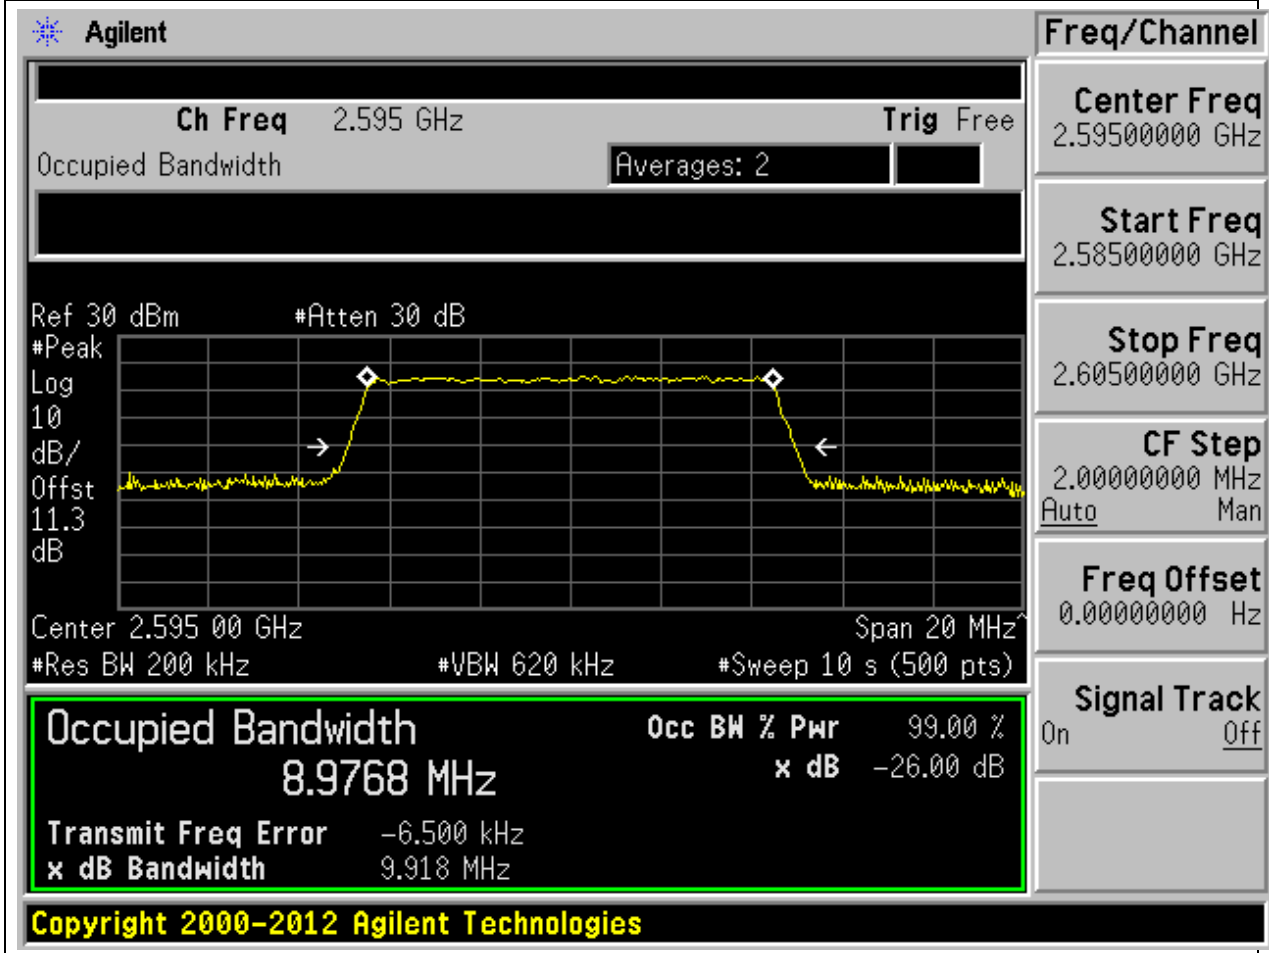 Agilent
Freq/Channel
Ch Freq 2.595 GHz Trig Free
Occupied Bandwidth Averages: 2
Center Freq
2.59500000 GHz
Start Freq
2.58500000 GHz
Stop Freq
2.60500000 GHz
CF Step
2.00000000 MHz
Auto Man
Freq Offset
0.00000000 Hz
Signal Track
On Off
Ref 30 dBm #Atten 30 dB
#Peak
Log
10
dB/
Offst
11.3
dB
Center 2.595 00 GHz Span 20 MHz^
#Res BW 200 kHz #VBW 620 kHz #Sweep 10 s (500 pts)
Occupied Bandwidth Occ BW % Pwr 99.00 %
8.9768 MHz x dB -26.00 dB
Transmit Freq Error -6.500 kHz
x dB Bandwidth 9.918 MHz
Copyright 2000-2012 Agilent Technologies